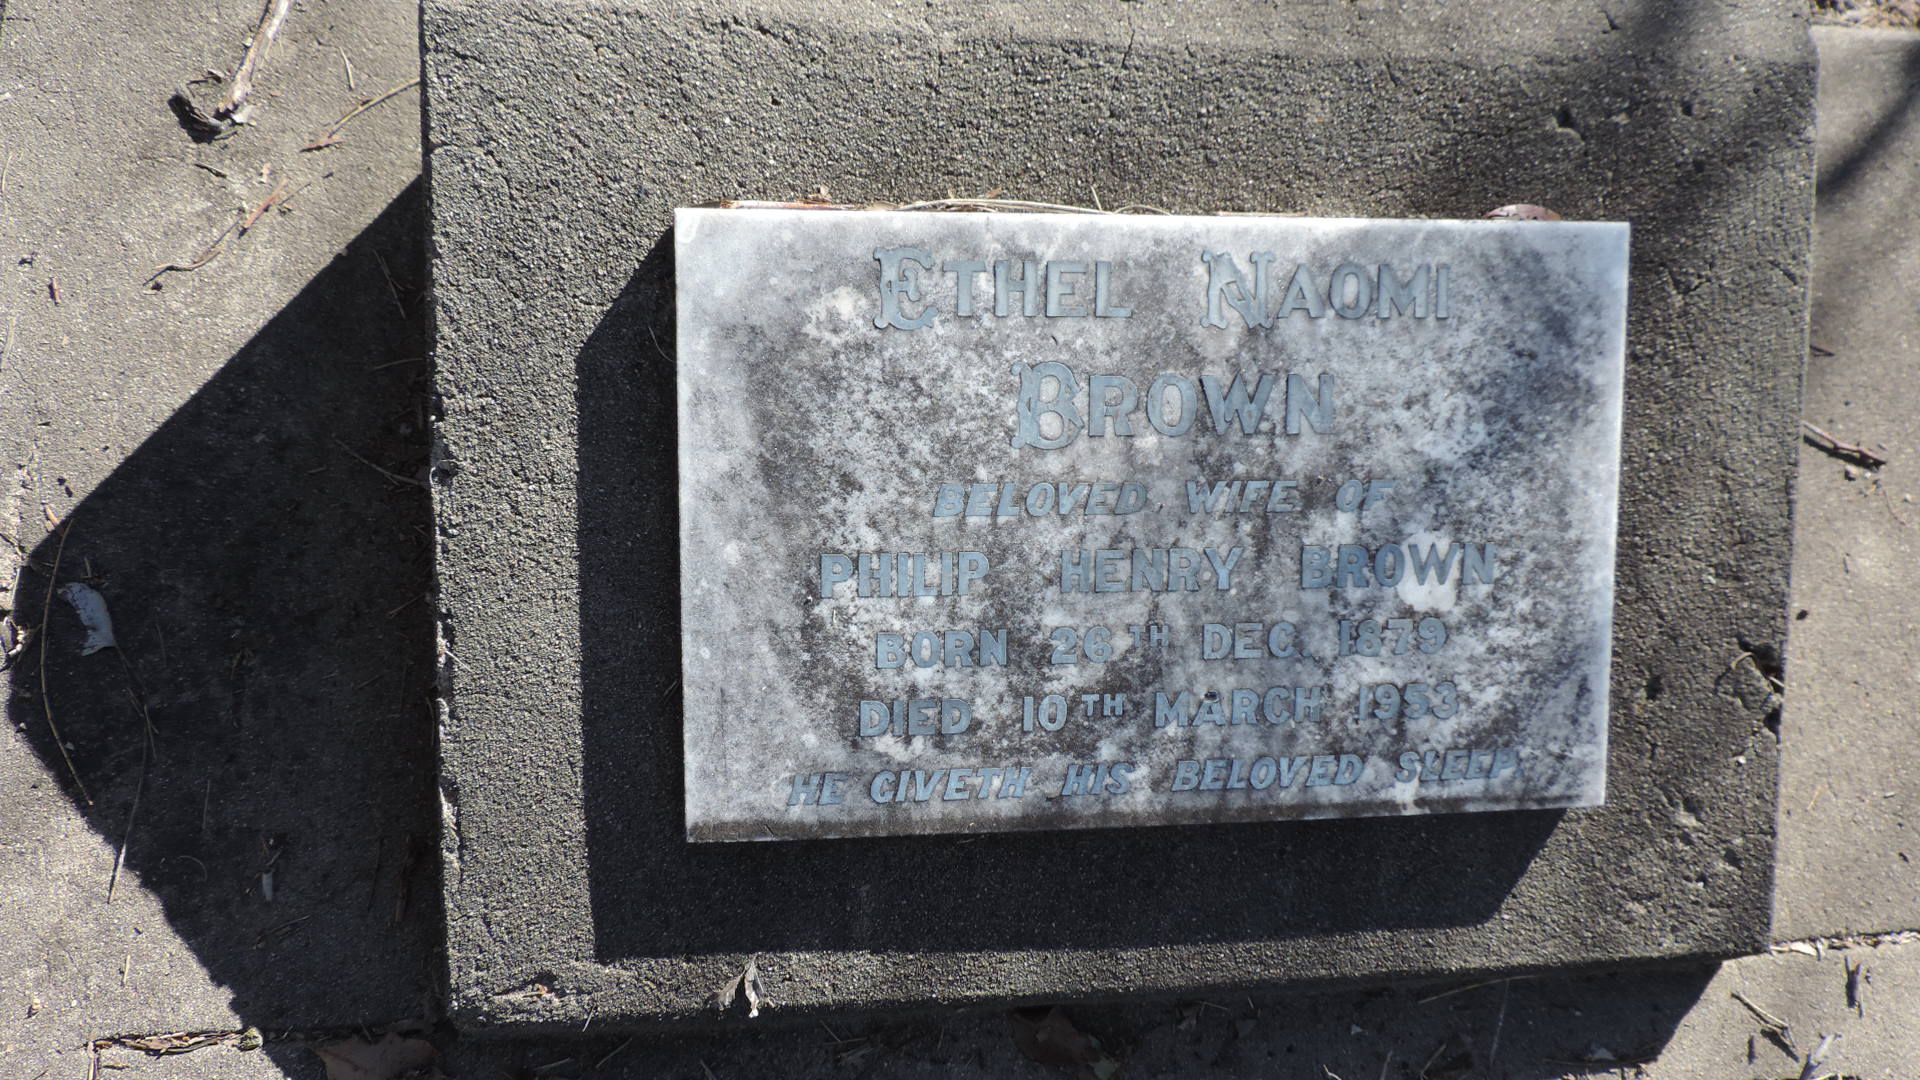 ETHEL NAOMI
BROWN
BELOVED WIFE OF
PHILIP HENRY BROWN
BORN 26TH DEC. 1879
DIED 10TH MARCH 1953
HE GIVETH HIS BELOVED SLEEP.